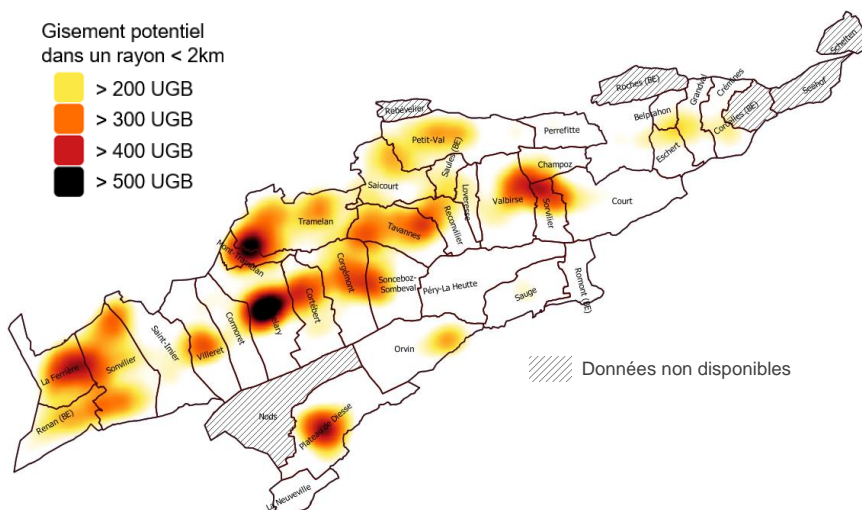 Gisement potentiel
dans un rayon < 2km
> 200 UGB
> 300 UGB
> 400 UGB
> 500 UGB
Schelten
Seehof
Roches (BE)
Grandval
Crémines
Corcelles (BE)
Belprahon
Eschert
Rebévelier
Perrefitte
Petit-Val
Saules (BE)
Champoz
Saicourt
Loveresse
Valbirse
Sorvilier
Court
Tramelan
Tavannes
Reconvilier
Mont-Tramelan
Corgémont
Sonceboz-
Sombeval
Péry-La Heutte
Sauge
Romont (BE)
Cortébert
Cormoret
Saint-Imier
Villeret
Orvin
La Ferrière
Sonvilier
Renan (BE)
Nods
Plateau de Diesse
La Neuveville
Données non disponibles